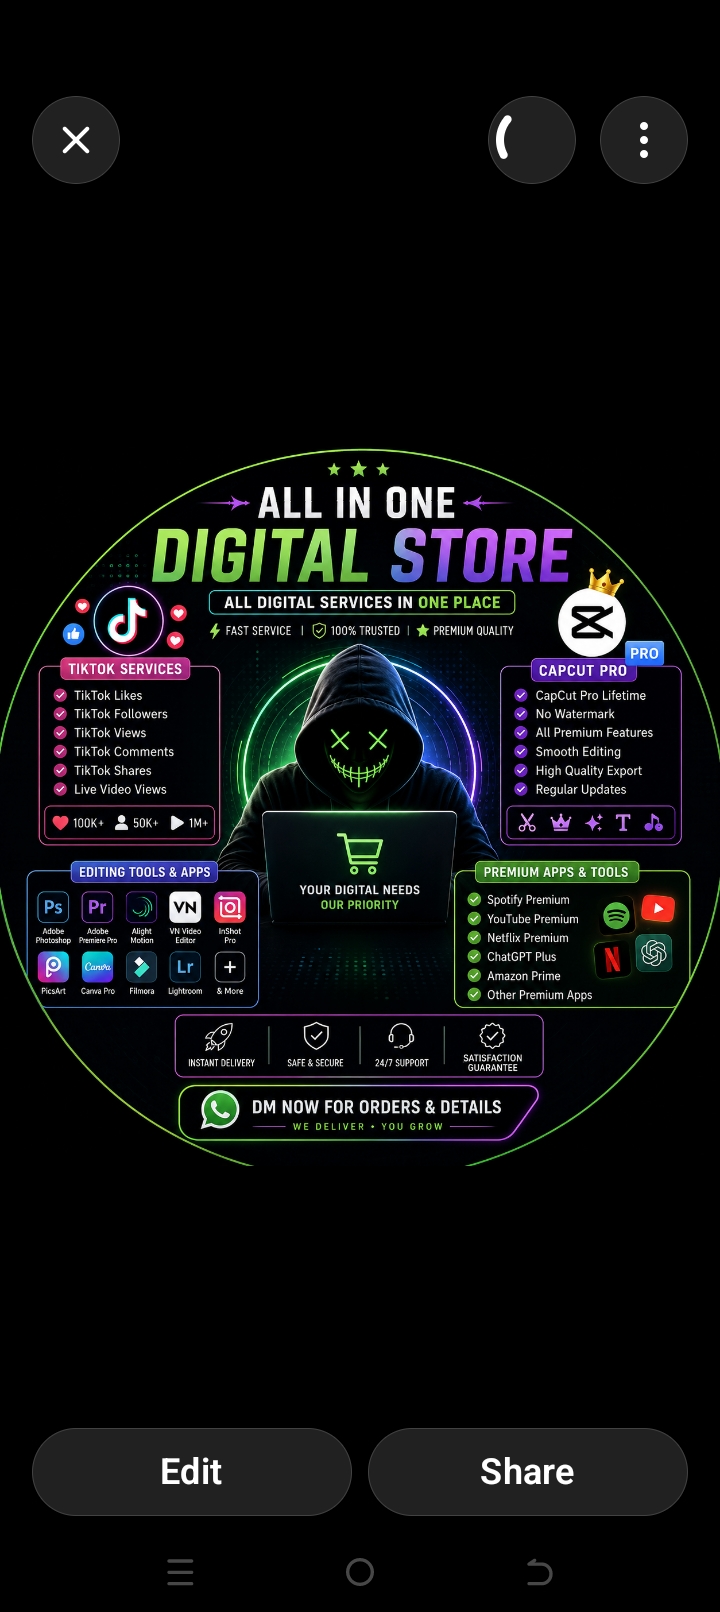 ALL IN ONE
DIGITAL STORE
ALL DIGITAL SERVICES IN ONE PLACE
FAST SERVICE | 100% TRUSTED | PREMIUM QUALITY
TIKTOK SERVICES
TikTok Likes
TikTok Followers
TikTok Views
TikTok Comments
TikTok Shares
Live Video Views
100K+ 50K+ 1M+
PRO
CAPCUT PRO
CapCut Pro Lifetime
No Watermark
All Premium Features
Smooth Editing
High Quality Export
Regular Updates
T
YOUR DIGITAL NEEDS
OUR PRIORITY
EDITING TOOLS & APPS
Ps Pr VN
Adobe Photoshop
Adobe Premiere Pro
Alight Motion
VN Video Editor
InShot Pro
Canva Lr +
PicsArt Canva Pro Filmora Lightroom & More
PREMIUM APPS & TOOLS
Spotify Premium
YouTube Premium
Netflix Premium
ChatGPT Plus
Amazon Prime
Other Premium Apps
N
INSTANT DELIVERY
SAFE & SECURE
24/7 SUPPORT
SATISFACTION
GUARANTEE
DM NOW FOR ORDERS & DETAILS
WE DELIVER • YOU GROW
Edit
Share